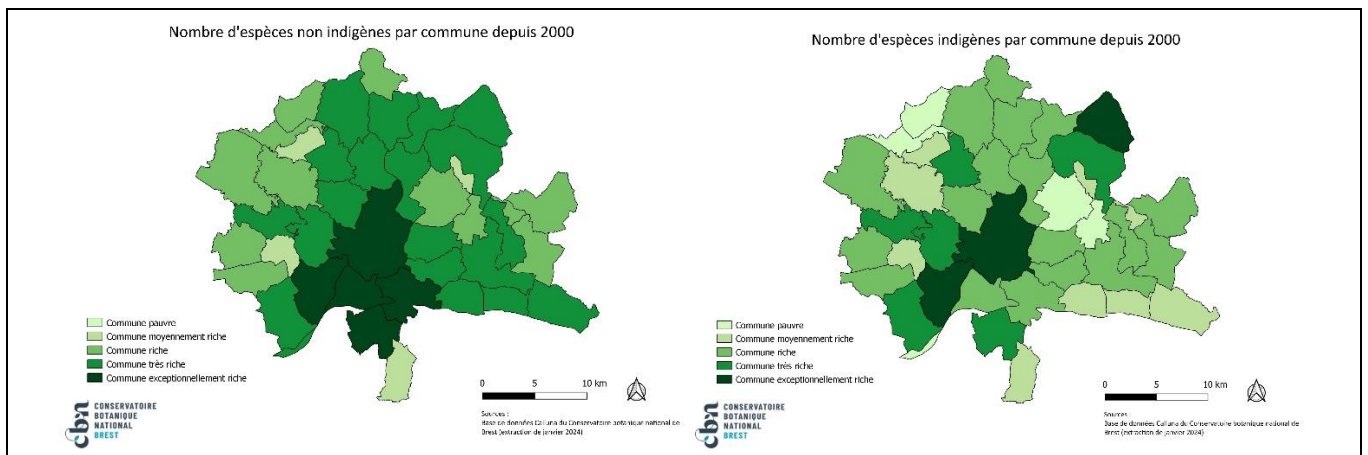 Nombre d'espèces non indigènes par commune depuis 2000
Commune pauvre
Commune moyennement riche
Commune riche
Commune très riche
Commune exceptionnellement riche
0 5 10 km
Sources :
Base de données Calluna du Conservatoire botanique national de
Brest (extraction de janvier 2024)
cbn
CONSERVATOIRE
BOTANIQUE
NATIONAL
BREST
Nombre d'espèces indigènes par commune depuis 2000
Commune pauvre
Commune moyennement riche
Commune riche
Commune très riche
Commune exceptionnellement riche
0 5 10 km
Sources :
Base de données Calluna du Conservatoire botanique national de
Brest (extraction de janvier 2024)
cbn
CONSERVATOIRE
BOTANIQUE
NATIONAL
BREST